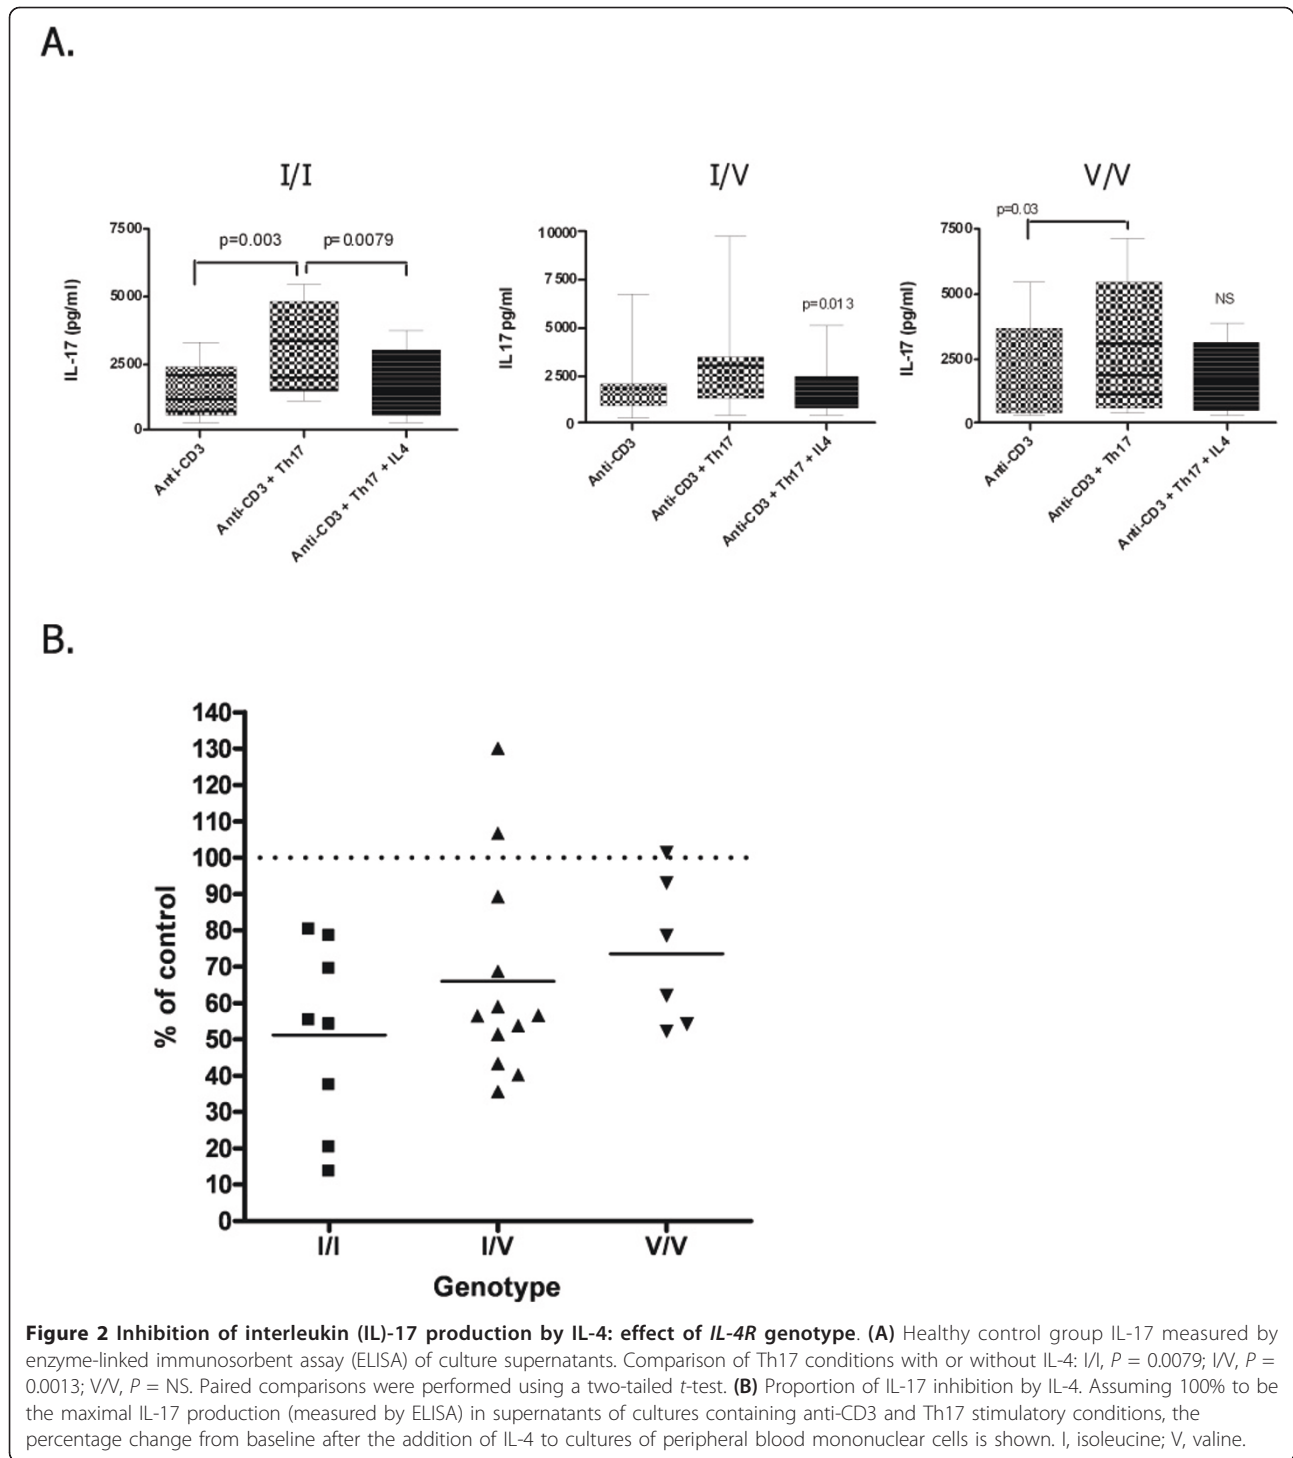 A.
I/I
I/V
V/V
7500
5000
2500
0
IL-17 (pg/ml)
p=0.003
p=0.0079
Anti-CD3
Anti-CD3 + Th17
Anti-CD3 + Th17 + IL4
10000
7500
5000
2500
0
IL17pg/ml
p=0.013
Anti-CD3
Anti-CD3 + Th17
Anti-CD3 + Th17 + IL4
p=0.03
7500
5000
2500
0
IL-17 (pg/ml)
NS
Anti-CD3
Anti-CD3 + Th17
Anti-CD3 + Th17 + IL4
B.
140
130
120
110
100
90
80
70
60
50
40
30
20
10
0
% of control
I/I
I/V
V/V
Genotype
Figure 2 Inhibition of interleukin (IL)-17 production by IL-4: effect of IL-4R genotype. (A) Healthy control group IL-17 measured by
enzyme-linked immunosorbent assay (ELISA) of culture supernatants. Comparison of Th17 conditions with or without IL-4: I/I, P = 0.0079; I/V, P =
0.0013; V/V, P = NS. Paired comparisons were performed using a two-tailed t-test. (B) Proportion of IL-17 inhibition by IL-4. Assuming 100% to be
the maximal IL-17 production (measured by ELISA) in supernatants of cultures containing anti-CD3 and Th17 stimulatory conditions, the
percentage change from baseline after the addition of IL-4 to cultures of peripheral blood mononuclear cells is shown. I, isoleucine; V, valine.